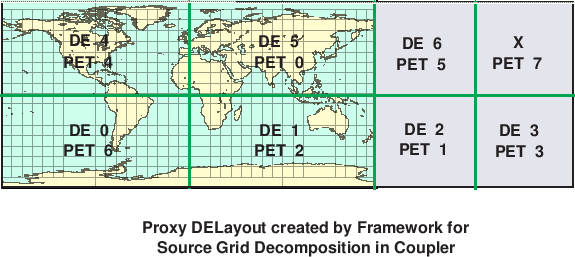 DE 4
PET 4
DE 5
PET 0
DE 6
PET 5
X
PET 7
DE 0
PET 6
DE 1
PET 2
DE 2
PET 1
DE 3
PET 3
Proxy DELayout created by Framework for
Source Grid Decomposition in Coupler